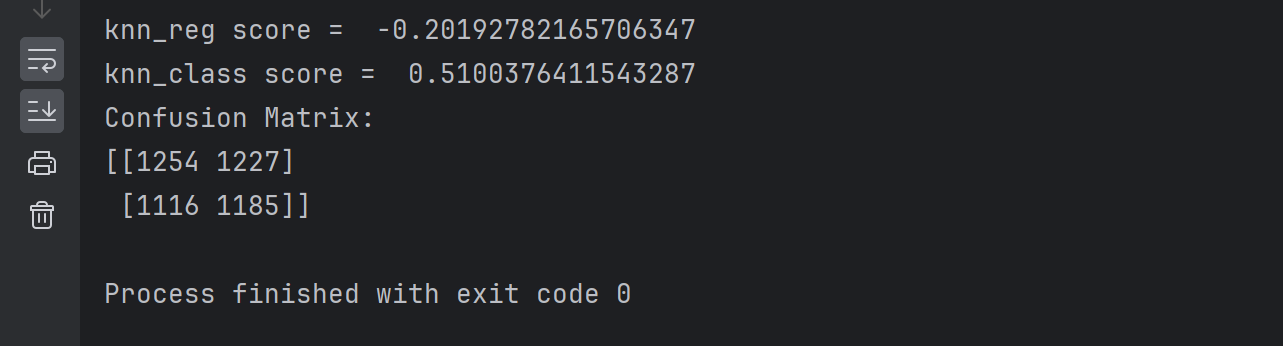 knn_reg score =  -0.20192782165706347
knn_class score =  0.5100376411543287
Confusion Matrix:
[[1254 1227]
 [1116 1185]]
Process finished with exit code 0